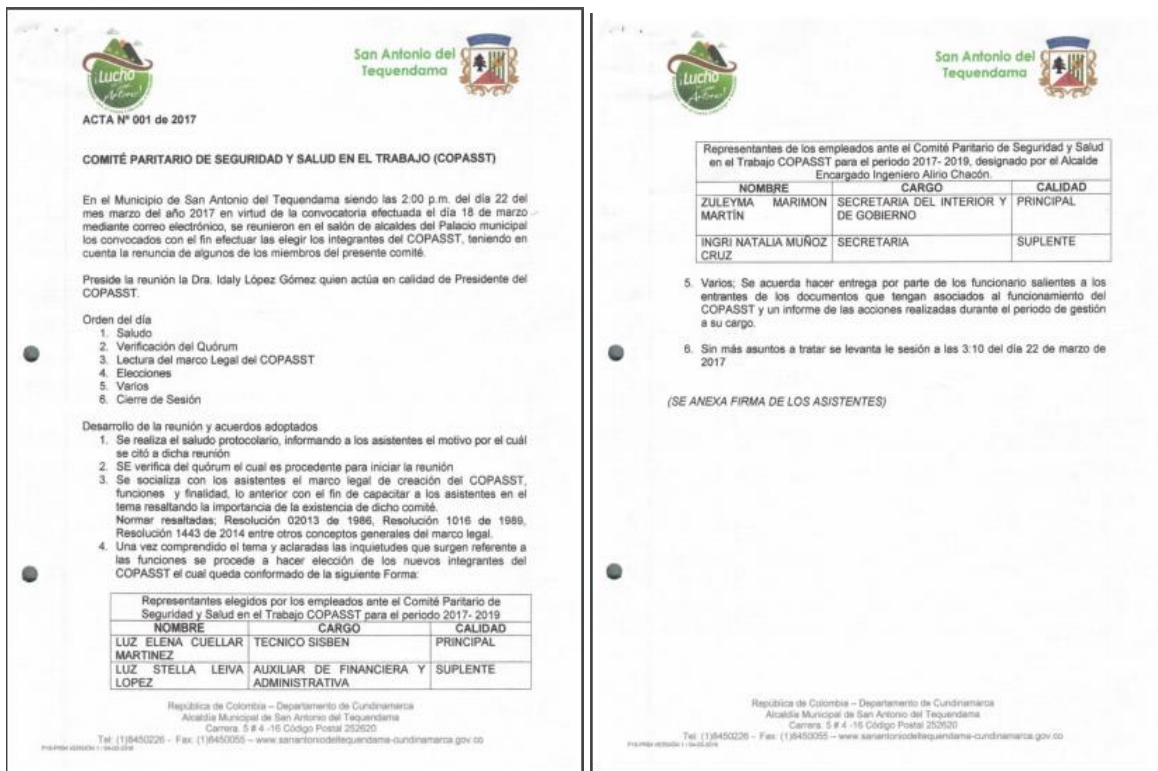 ¡Lucho
San Antonio del
Tequendama
ACTA Nº 001 de 2017
COMITÉ PARITARIO DE SEGURIDAD Y SALUD EN EL TRABAJO (COPASST)
En el Municipio de San Antonio del Tequendama siendo las 2:00 p.m. del día 22 del
mes marzo del año 2017 en virtud de la convocatoria efectuada el día 18 de marzo
mediante correo electrónico, se reunieron en el salón de alcaldes del Palacio municipal
los convocados con el fin efectuar las elegir los integrantes del COPASST, teniendo en
cuenta la renuncia de algunos de los miembros del presente comité.
Preside la reunión la Dra. Idaly López Gómez quien actúa en calidad de Presidente del
COPASST.
Orden del día
1. Saludo
2. Verificación del Quórum
3. Lectura del marco Legal del COPASST
4. Elecciones
5. Varios
6. Cierre de Sesión
Desarrollo de la reunión y acuerdos adoptados
1. Se realiza el saludo protocolario, informando a los asistentes el motivo por el cuál
se citó a dicha reunión
2. SE verifica del quórum el cual es procedente para iniciar la reunión
3. Se socializa con los asistentes el marco legal de creación del COPASST,
funciones y finalidad, lo anterior con el fin de capacitar a los asistentes en el
tema resaltando la importancia de la existencia de dicho comité.
Normar resaltadas; Resolución 02013 de 1986, Resolución 1016 de 1989,
Resolución 1443 de 2014 entre otros conceptos generales del marco legal.
4. Una vez comprendido el tema y aclaradas las inquietudes que surgen referente a
las funciones se procede a hacer elección de los nuevos integrantes del
COPASST el cual queda conformado de la siguiente Forma:
Representantes elegidos por los empleados ante el Comité Paritario de
Seguridad y Salud en el Trabajo COPASST para el periodo 2017- 2019
NOMBRE CARGO CALIDAD
LUZ ELENA CUELLAR TECNICO SISBEN PRINCIPAL
MARTINEZ
LUZ STELLA LEIVA AUXILIAR DE FINANCIERA Y SUPLENTE
LOPEZ ADMINISTRATIVA
República de Colombia – Departamento de Cundinamarca
Alcaldía Municipal de San Antonio del Tequendama
Carrera. 5 # 4 -16 Código Postal 252620
Tel: (1)8450226 - Fax: (1)8450055 – www.sanantoniodeltequendama-cundinamarca.gov.co
¡Lucho
San Antonio del
Tequendama
Representantes de los empleados ante el Comité Paritario de Seguridad y Salud
en el Trabajo COPASST para el periodo 2017- 2019, designado por el Alcalde
Encargado Ingeniero Alirio Chacón.
NOMBRE CARGO CALIDAD
ZULEYMA MARIMON SECRETARIA DEL INTERIOR Y PRINCIPAL
MARTÍN DE GOBIERNO
INGRI NATALIA MUÑOZ SECRETARIA SUPLENTE
CRUZ
5. Varios; Se acuerda hacer entrega por parte de los funcionario salientes a los
entrantes de los documentos que tengan asociados al funcionamiento del
COPASST y un informe de las acciones realizadas durante el periodo de gestión
a su cargo.
6. Sin más asuntos a tratar se levanta le sesión a las 3:10 del día 22 de marzo de
2017
(SE ANEXA FIRMA DE LOS ASISTENTES)
República de Colombia – Departamento de Cundinamarca
Alcaldía Municipal de San Antonio del Tequendama
Carrera. 5 # 4 -16 Código Postal 252620
Tel: (1)8450226 - Fax: (1)8450055 – www.sanantoniodeltequendama-cundinamarca.gov.co